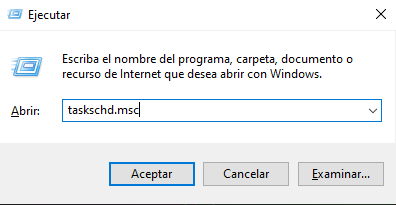 Ejecutar
Escriba el nombre del programa, carpeta, documento o
recurso de Internet que desea abrir con Windows.
Abrir: taskschd.msc
Aceptar Cancelar Examinar...